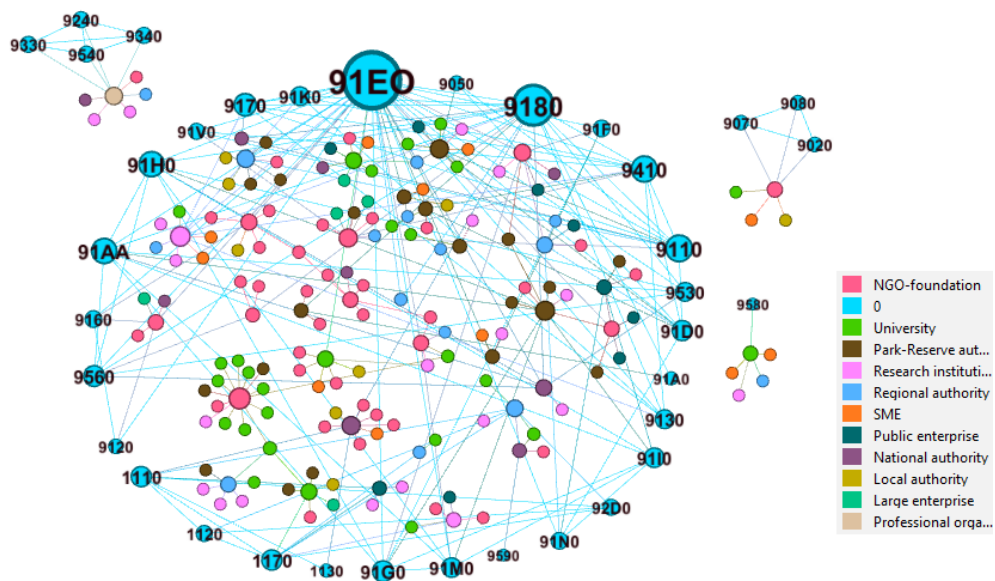 9240
9330
9340
9540
91EO
9050
9180
91K0
9170
91V0
91F0
91H0
9410
91AA
9110
9530
9160
91D0
9560
91A0
9130
9120
91I0
1110
92D0
1120
91N0
1170
1130
91G0
91M0
9590
9080
9070
9020
9580
NGO-foundation
0
University
Park-Reserve aut...
Research instituti...
Regional authority
SME
Public enterprise
National authority
Local authority
Large enterprise
Professional orga...